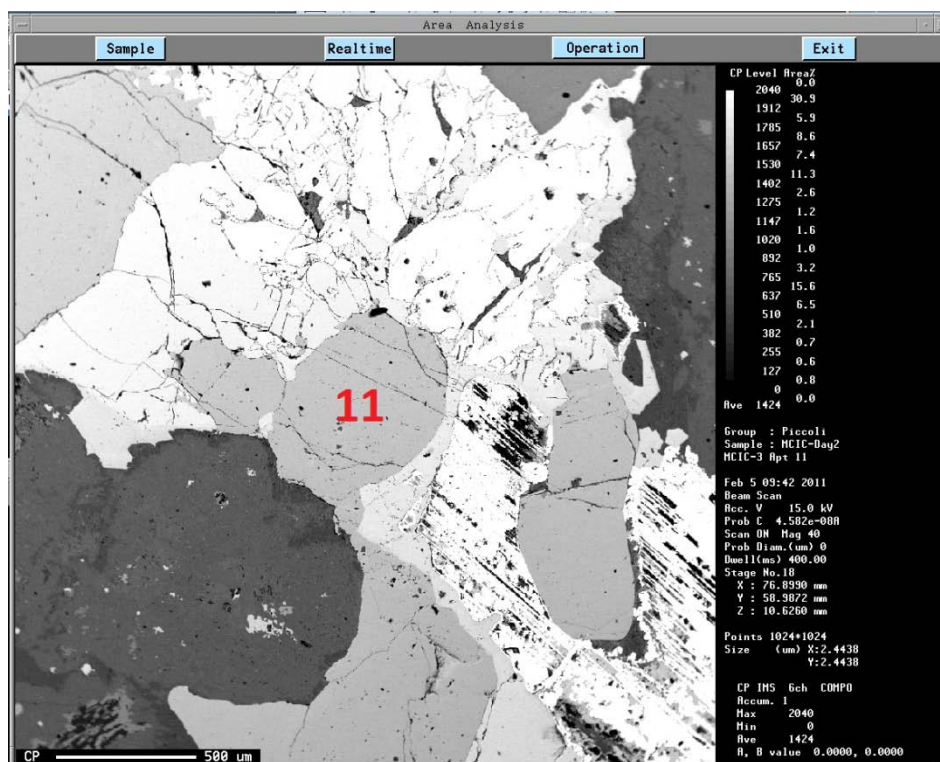 Area Analysis
Sample Realtime Operation Exit
CP Level Area%
2040 0.0
1912 30.9
1785 5.9
1657 8.6
1530 7.4
1402 11.3
1275 2.6
1147 1.2
1020 1.6
892 1.0
765 3.2
637 15.6
510 6.5
382 2.1
255 0.7
127 0.6
0 0.8
0.0
Ave 1424
Group : Piccoli
Sample : MCIC-Day2
MCIC-3 Apt 11
Feb 5 09:42 2011
Beam Scan
Acc. V 15.0 kV
Prob C 4.582e-08A
Scan ON Mag 40
Prob Diam.(um) 0
Dwell(ms) 400.00
Stage No.18
X : 76.8990 mm
Y : 58.9872 mm
Z : 10.6260 mm
Points 1024*1024
Size (um) X:2.4438
Y:2.4438
CP IMS 6ch COMPO
Accum. 1
Max 2040
Min 0
Ave 1424
A, B value 0.0000, 0.0000
11
CP 500 um